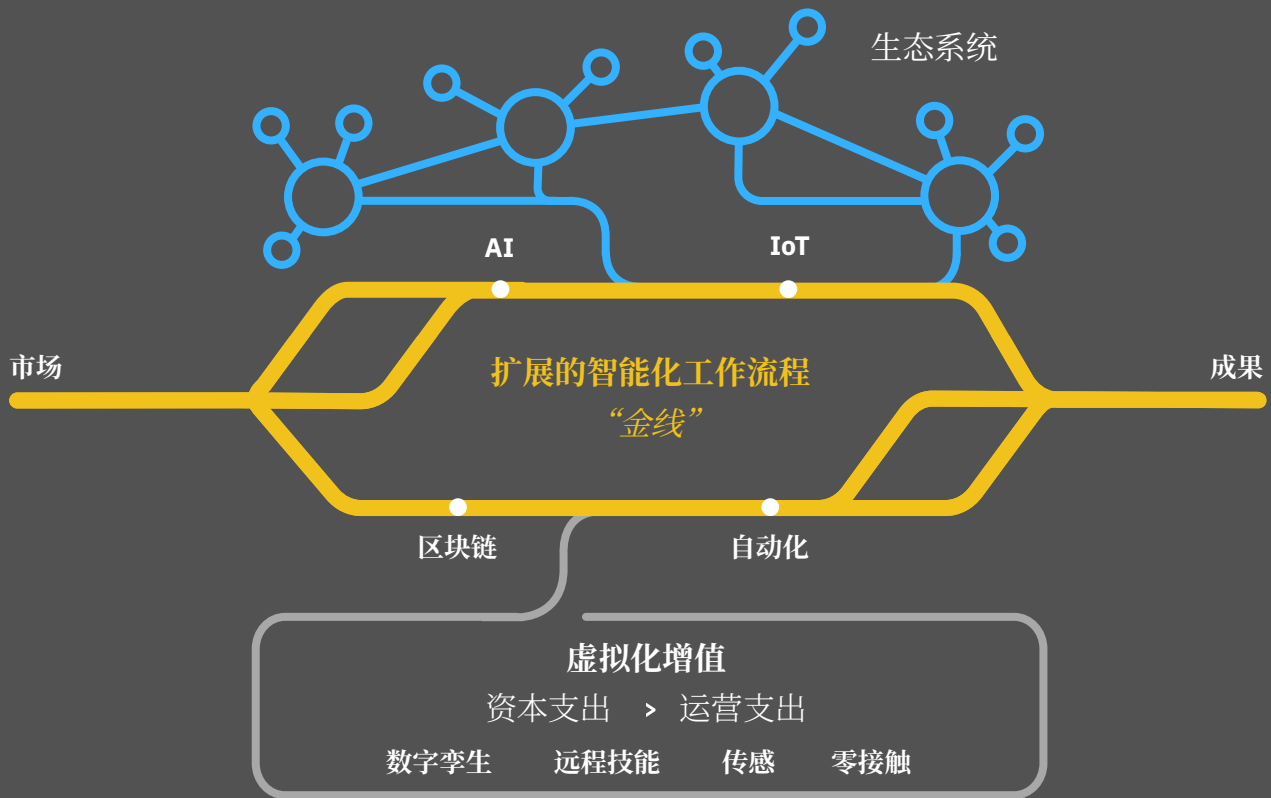 生态系统
AI
IoT
市场
扩展的智能化工作流程
成果
“金线”
区块链
自动化
虚拟化增值
资本支出 › 运营支出
数字孪生 远程技能 传感 零接触